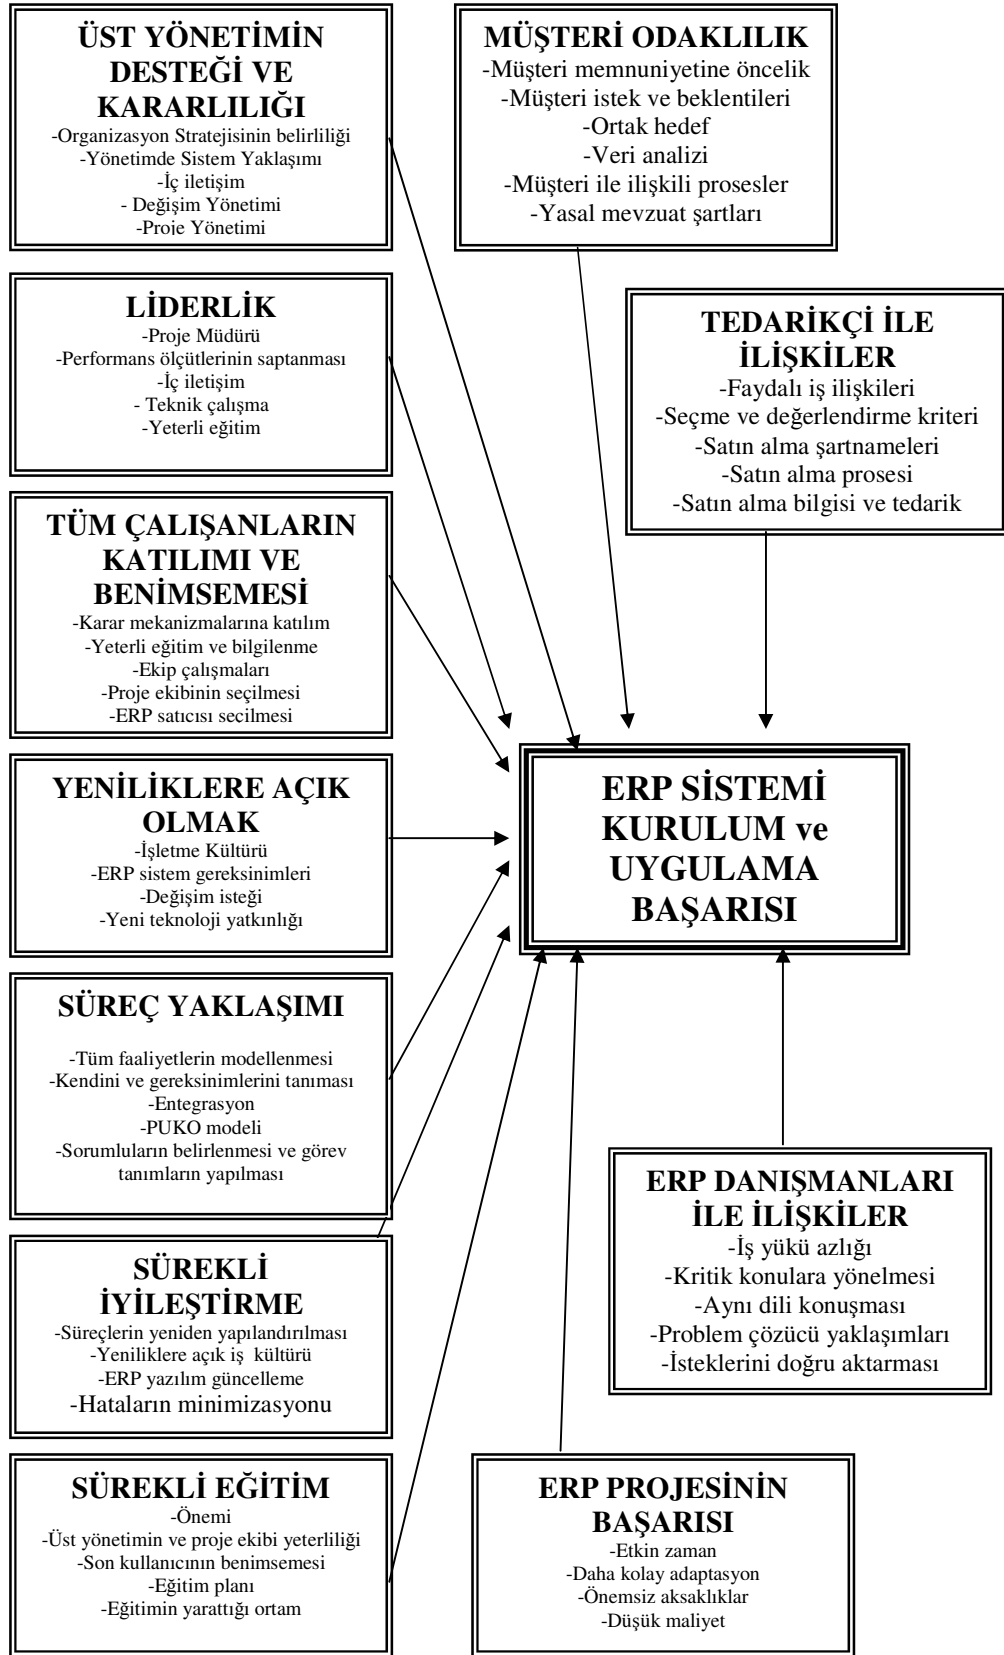 ÜST YÖNETİMİN
DESTEĞİ VE
KARARLILIĞI
-Organizasyon Stratejisinin belirliliği
-Yönetimde Sistem Yaklaşımı
-İç iletişim
- Değişim Yönetimi
-Proje Yönetimi
MÜŞTERİ ODAKLILIK
-Müşteri memnuniyetine öncelik
-Müşteri istek ve beklentileri
-Ortak hedef
-Veri analizi
-Müşteri ile ilişkili prosesler
-Yasal mevzuat şartları
LİDERLİK
-Proje Müdürü
-Performans ölçütlerinin saptanması
-İç iletişim
- Teknik çalışma
-Yeterli eğitim
TEDARİKÇİ İLE
İLİŞKİLER
-Faydalı iş ilişkileri
-Seçme ve değerlendirme kriteri
-Satın alma şartnameleri
-Satın alma prosesi
-Satın alma bilgisi ve tedarik
TÜM ÇALIŞANLARIN
KATILIMI VE
BENİMSEMESİ
-Karar mekanizmalarına katılım
-Yeterli eğitim ve bilgilenme
-Ekip çalışmaları
-Proje ekibinin seçilmesi
-ERP satıcısı seçilmesi
YENİLİKLERE AÇIK
OLMAK
-İşletme Kültürü
-ERP sistem gereksinimleri
-Değişim isteği
-Yeni teknoloji yatkınlığı
ERP SİSTEMİ
KURULUM ve
UYGULAMA
BAŞARISI
SÜREÇ YAKLAŞIMI
-Tüm faaliyetlerin modellenmesi
-Kendini ve gereksinimlerini tanıması
-Entegrasyon
-PUKO modeli
-Sorumluların belirlenmesi ve görev
tanımların yapılması
ERP DANIŞMANLARI
İLE İLİŞKİLER
-İş yükü azlığı
-Kritik konulara yönelmesi
-Aynı dili konuşması
-Problem çözücü yaklaşımları
-İsteklerini doğru aktarması
SÜREKLİ
İYİLEŞTİRME
-Süreçlerin yeniden yapılandırılması
-Yeniliklere açık iş kültürü
-ERP yazılım güncelleme
-Hataların minimizasyonu
SÜREKLİ EĞİTİM
-Önemi
-Üst yönetimin ve proje ekibi yeterliliği
-Son kullanıcının benimsemesi
-Eğitim planı
-Eğitimin yarattığı ortam
ERP PROJESİNİN
BAŞARISI
-Etkin zaman
-Daha kolay adaptasyon
-Önemsiz aksaklıklar
-Düşük maliyet